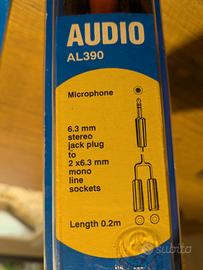 AUDIO
AL390
Microphone
6.3 mm
stereo
jack plug
to
2 x6.3 mm
mono
line
sockets
Length 0.2m
subito